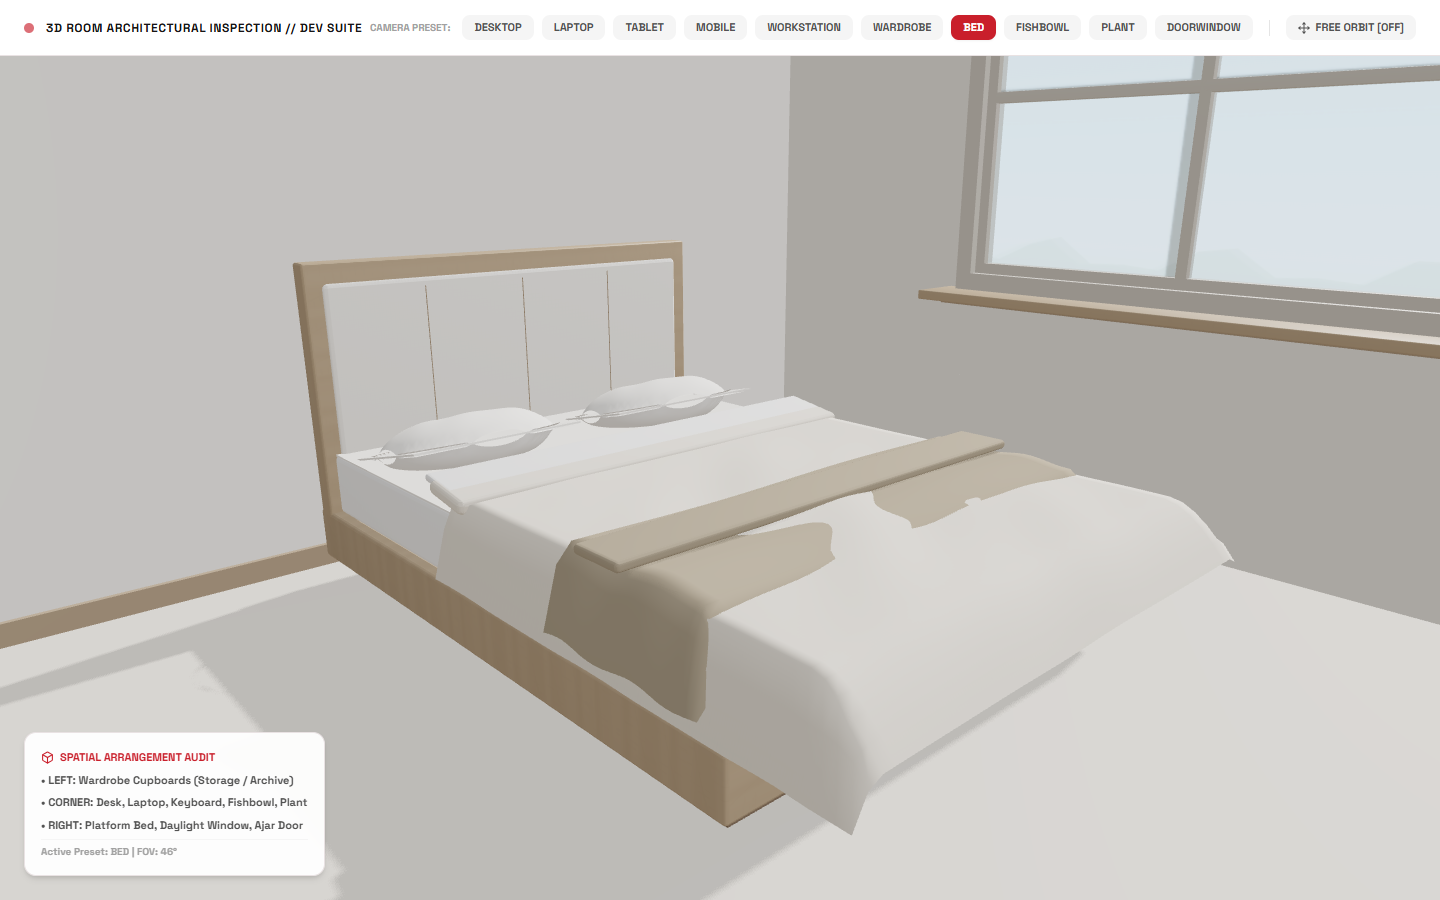 3D ROOM ARCHITECTURAL INSPECTION // DEV SUITE CAMERA PRESET: DESKTOP LAPTOP TABLET MOBILE WORKSTATION WARDROBE BED FISHBOWL PLANT DOORWINDOW FREE ORBIT [OFF]
SPATIAL ARRANGEMENT AUDIT
• LEFT: Wardrobe Cupboards (Storage / Archive)
• CORNER: Desk, Laptop, Keyboard, Fishbowl, Plant
• RIGHT: Platform Bed, Daylight Window, Ajar Door
Active Preset: BED | FOV: 46°